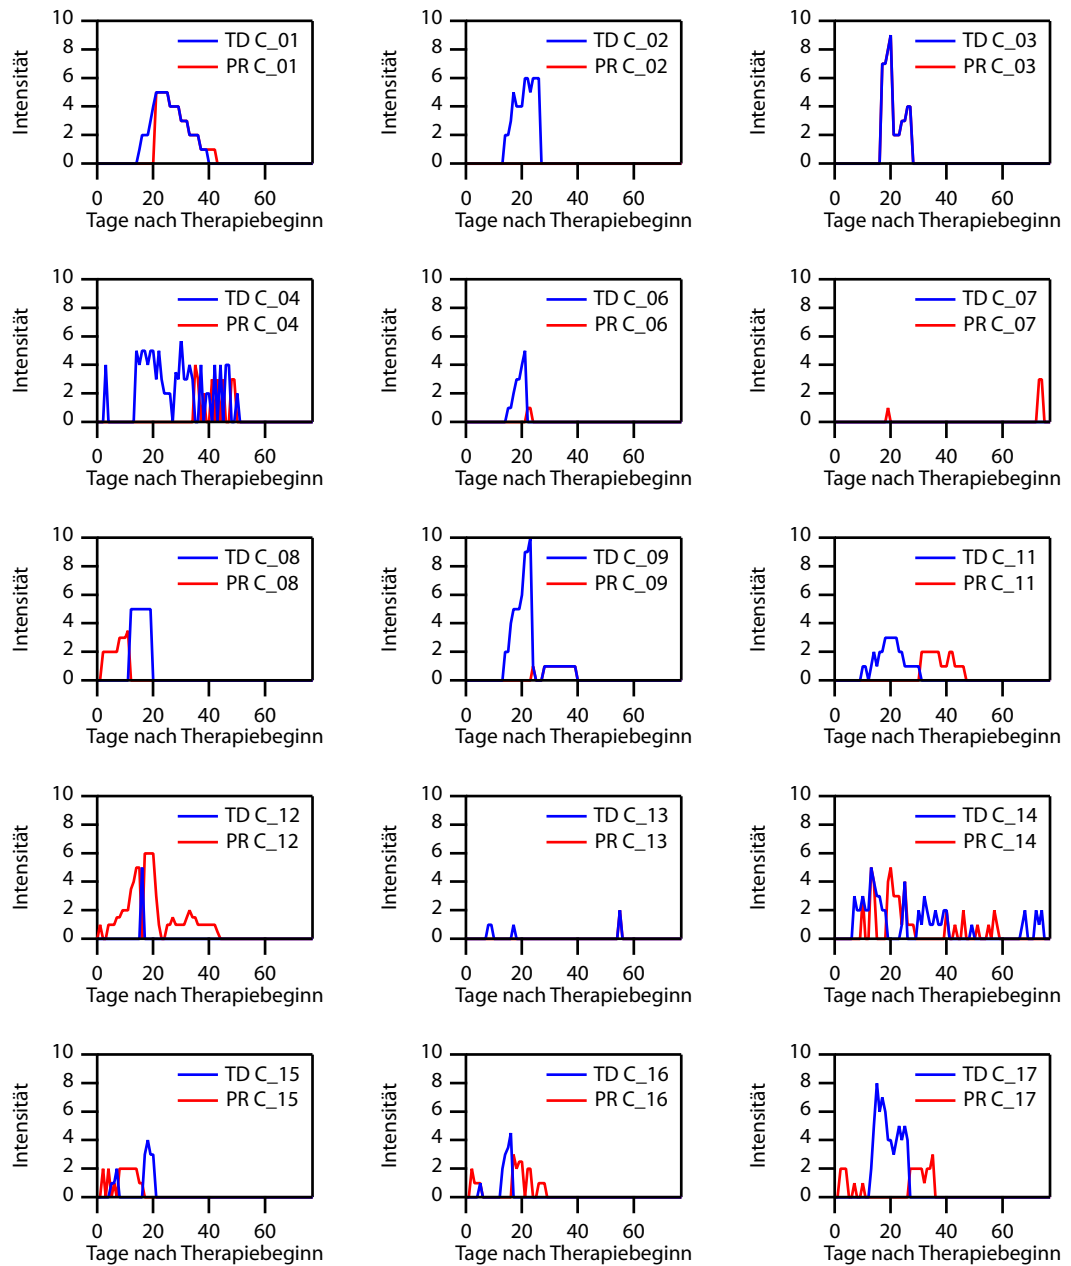 10
8
6
4
2
0
Intensität
TD C_01
PR C_01
0 20 40 60
Tage nach Therapiebeginn
10
8
6
4
2
0
Intensität
TD C_02
PR C_02
0 20 40 60
Tage nach Therapiebeginn
10
8
6
4
2
0
Intensität
TD C_03
PR C_03
0 20 40 60
Tage nach Therapiebeginn
10
8
6
4
2
0
Intensität
TD C_04
PR C_04
0 20 40 60
Tage nach Therapiebeginn
10
8
6
4
2
0
Intensität
TD C_06
PR C_06
0 20 40 60
Tage nach Therapiebeginn
10
8
6
4
2
0
Intensität
TD C_07
PR C_07
0 20 40 60
Tage nach Therapiebeginn
10
8
6
4
2
0
Intensität
TD C_08
PR C_08
0 20 40 60
Tage nach Therapiebeginn
10
8
6
4
2
0
Intensität
TD C_09
PR C_09
0 20 40 60
Tage nach Therapiebeginn
10
8
6
4
2
0
Intensität
TD C_11
PR C_11
0 20 40 60
Tage nach Therapiebeginn
10
8
6
4
2
0
Intensität
TD C_12
PR C_12
0 20 40 60
Tage nach Therapiebeginn
10
8
6
4
2
0
Intensität
TD C_13
PR C_13
0 20 40 60
Tage nach Therapiebeginn
10
8
6
4
2
0
Intensität
TD C_14
PR C_14
0 20 40 60
Tage nach Therapiebeginn
10
8
6
4
2
0
Intensität
TD C_15
PR C_15
0 20 40 60
Tage nach Therapiebeginn
10
8
6
4
2
0
Intensität
TD C_16
PR C_16
0 20 40 60
Tage nach Therapiebeginn
10
8
6
4
2
0
Intensität
TD C_17
PR C_17
0 20 40 60
Tage nach Therapiebeginn